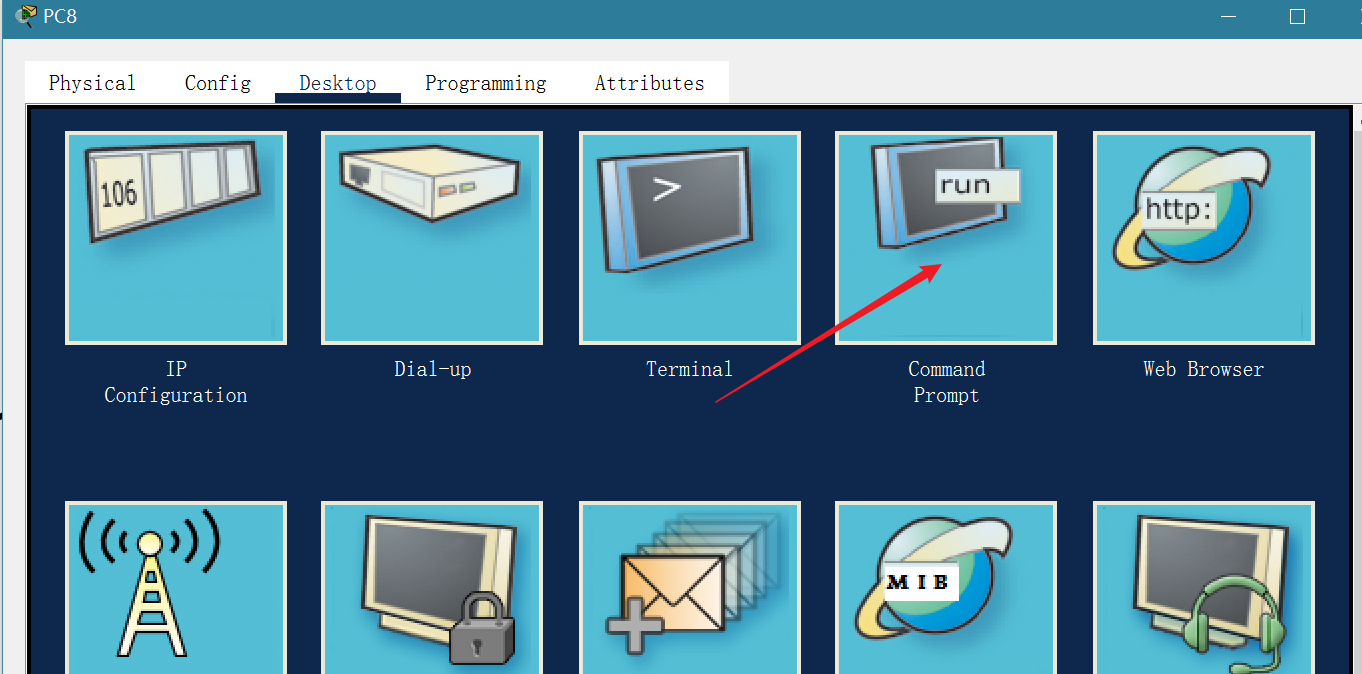 PC8
Physical Config Desktop Programming Attributes
106
>
run
http:
IP
Configuration
Dial-up
Terminal
Command
Prompt
Web Browser
MIB